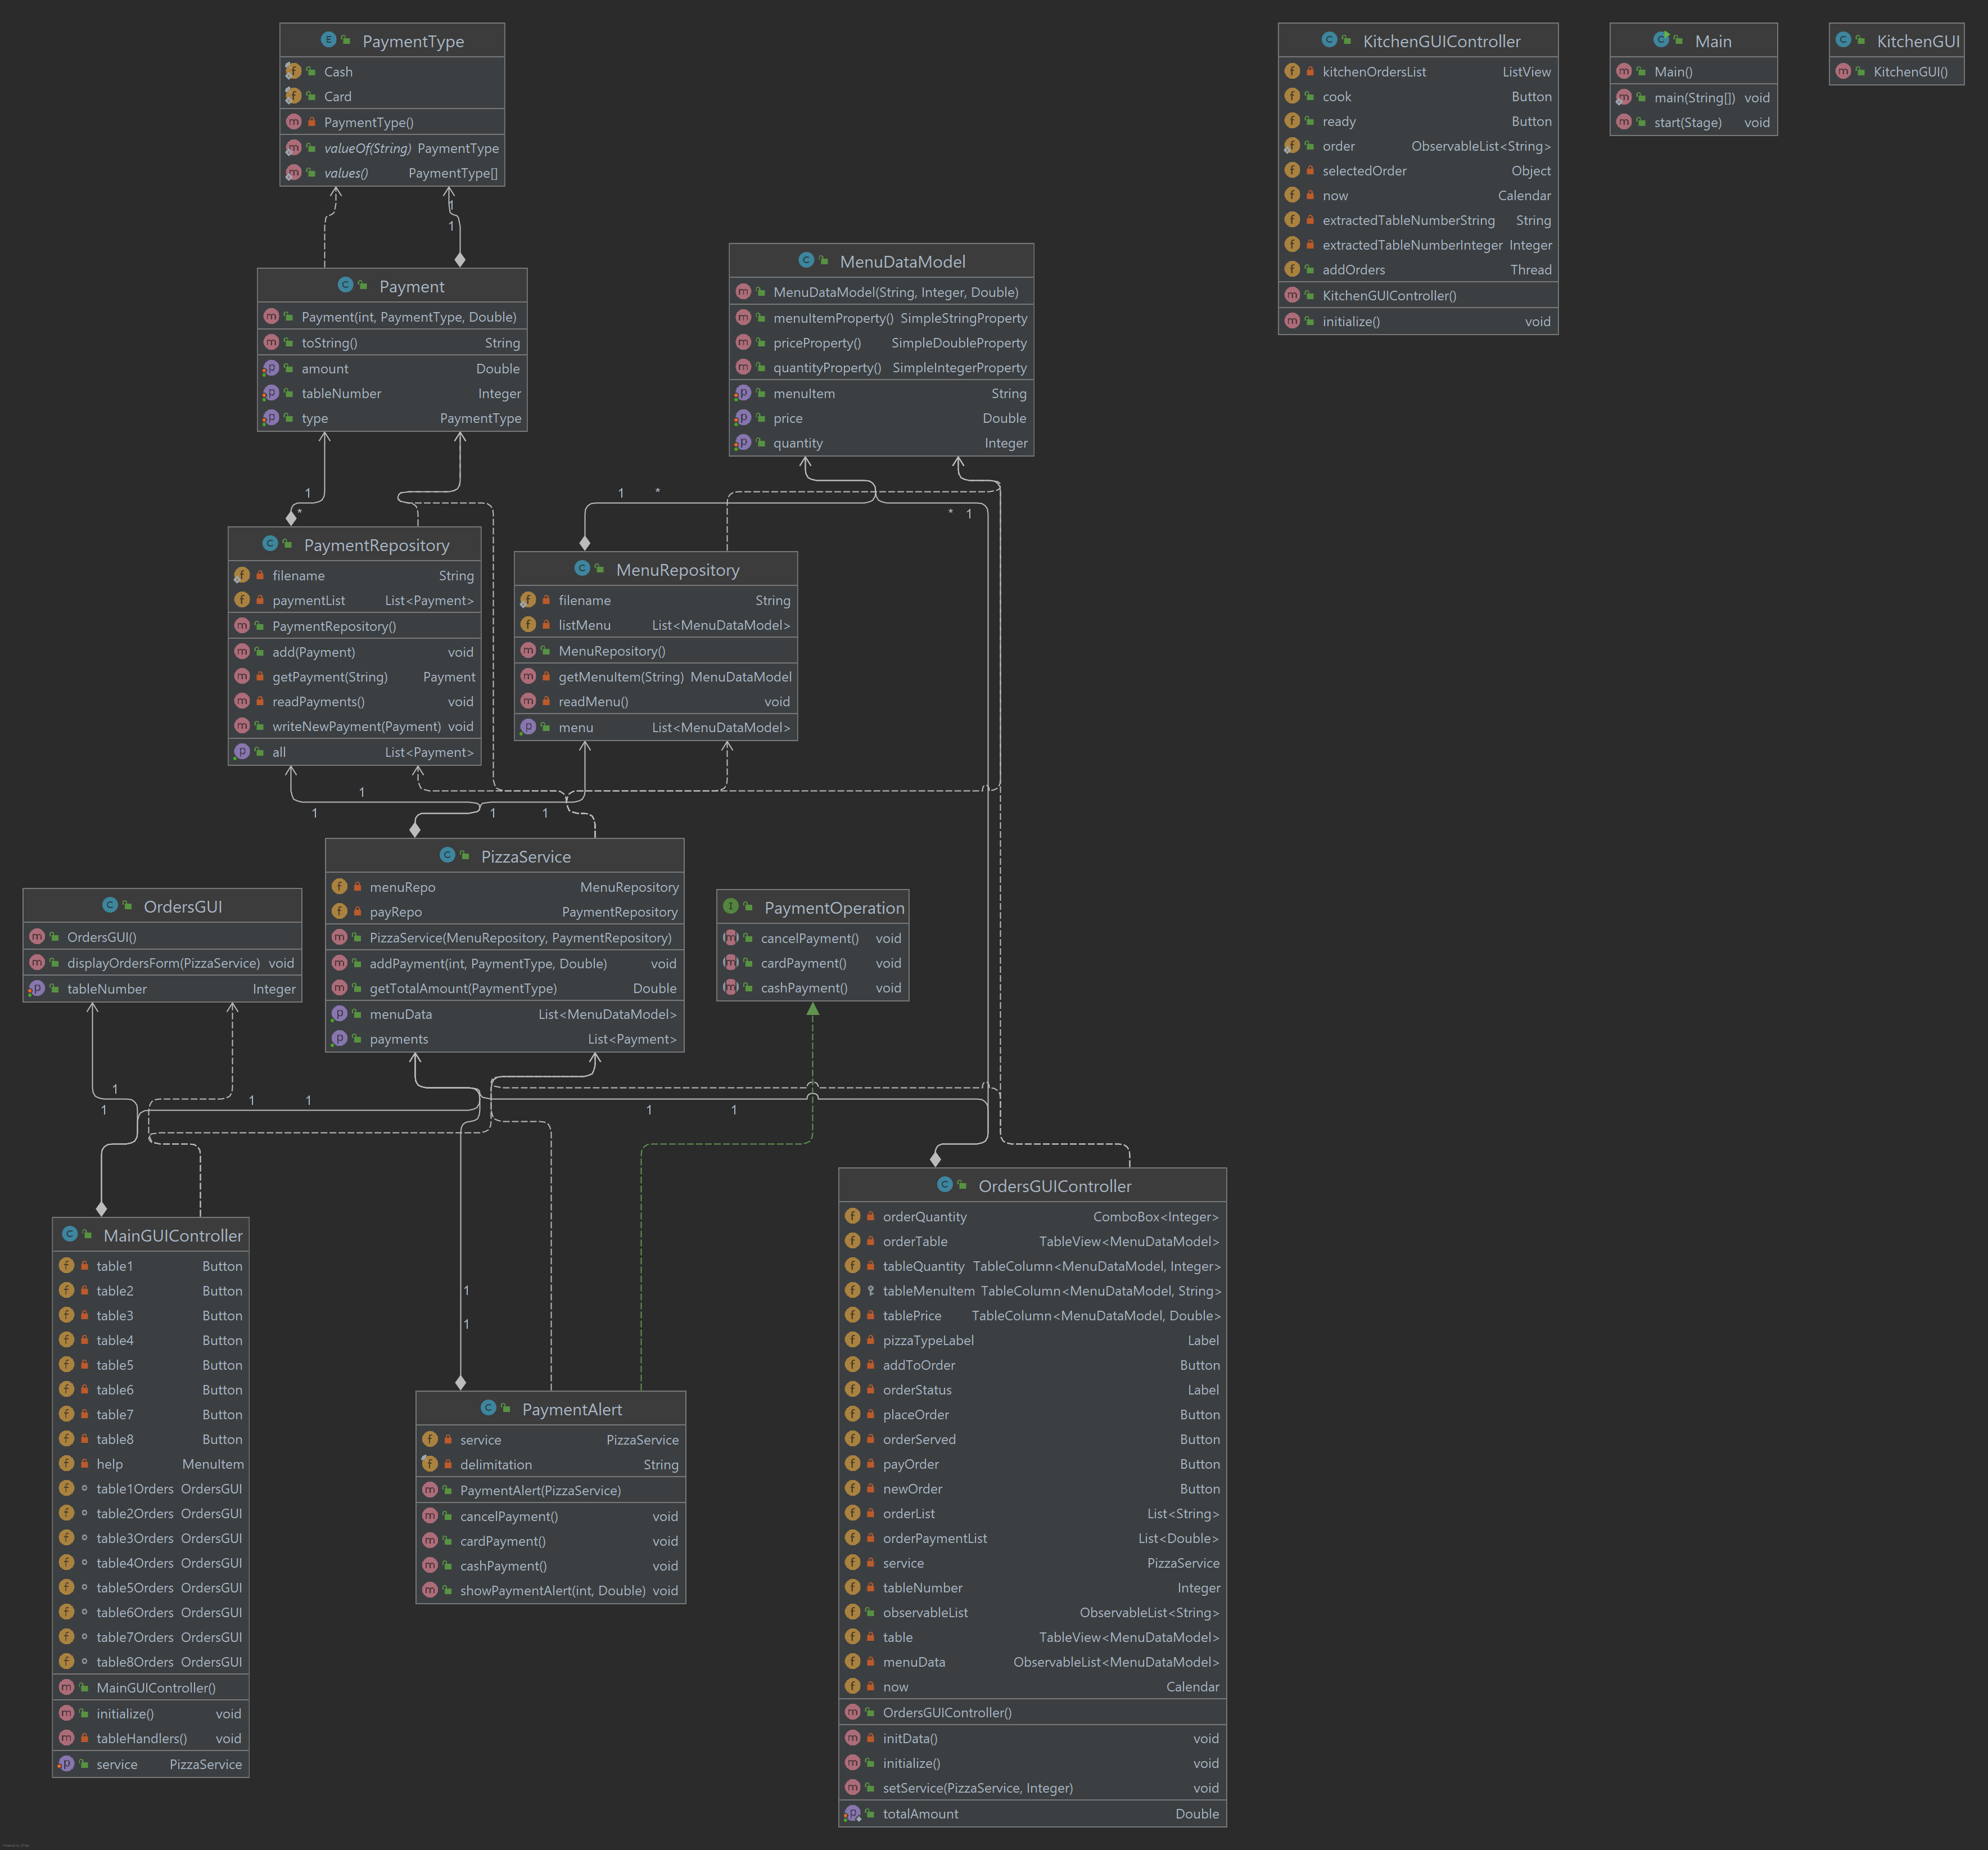 PaymentType
Cash
Card
PaymentType()
valueOf(String) PaymentType
values() PaymentType[]
1
1
Payment
Payment(int, PaymentType, Double)
toString() String
amount Double
tableNumber Integer
type PaymentType
1
*
MenuDataModel
MenuDataModel(String, Integer, Double)
menuItemProperty() SimpleStringProperty
priceProperty() SimpleDoubleProperty
quantityProperty() SimpleIntegerProperty
menuItem String
price Double
quantity Integer
1 *
* 1
KitchenGUIController
kitchenOrdersList ListView
cook Button
ready Button
order ObservableList<String>
selectedOrder Object
now Calendar
extractedTableNumberString String
extractedTableNumberInteger Integer
addOrders Thread
KitchenGUIController()
initialize() void
Main
Main()
main(String[]) void
start(Stage) void
KitchenGUI
KitchenGUI()
PaymentRepository
filename String
paymentList List<Payment>
PaymentRepository()
add(Payment) void
getPayment(String) Payment
readPayments() void
writeNewPayment(Payment) void
all List<Payment>
MenuRepository
filename String
listMenu List<MenuDataModel>
MenuRepository()
getMenuItem(String) MenuDataModel
readMenu() void
menu List<MenuDataModel>
1
1
1
1
PizzaService
menuRepo MenuRepository
payRepo PaymentRepository
PizzaService(MenuRepository, PaymentRepository)
addPayment(int, PaymentType, Double) void
getTotalAmount(PaymentType) Double
menuData List<MenuDataModel>
payments List<Payment>
OrdersGUI
OrdersGUI()
displayOrdersForm(PizzaService) void
tableNumber Integer
PaymentOperation
cancelPayment() void
cardPayment() void
cashPayment() void
1
1
1
1
1
1
1
1
MainGUIController
table1 Button
table2 Button
table3 Button
table4 Button
table5 Button
table6 Button
table7 Button
table8 Button
help MenuItem
table1Orders OrdersGUI
table2Orders OrdersGUI
table3Orders OrdersGUI
table4Orders OrdersGUI
table5Orders OrdersGUI
table6Orders OrdersGUI
table7Orders OrdersGUI
table8Orders OrdersGUI
MainGUIController()
initialize() void
tableHandlers() void
service PizzaService
PaymentAlert
service PizzaService
delimitation String
PaymentAlert(PizzaService)
cancelPayment() void
cardPayment() void
cashPayment() void
showPaymentAlert(int, Double) void
OrdersGUIController
orderQuantity ComboBox<Integer>
orderTable TableView<MenuDataModel>
tableQuantity TableColumn<MenuDataModel, Integer>
tableMenuItem TableColumn<MenuDataModel, String>
tablePrice TableColumn<MenuDataModel, Double>
pizzaTypeLabel Label
addToOrder Button
orderStatus Label
placeOrder Button
orderServed Button
payOrder Button
newOrder Button
orderList List<String>
orderPaymentList List<Double>
service PizzaService
tableNumber Integer
observableList ObservableList<String>
table TableView<MenuDataModel>
menuData ObservableList<MenuDataModel>
now Calendar
OrdersGUIController()
initData() void
initialize() void
setService(PizzaService, Integer) void
totalAmount Double